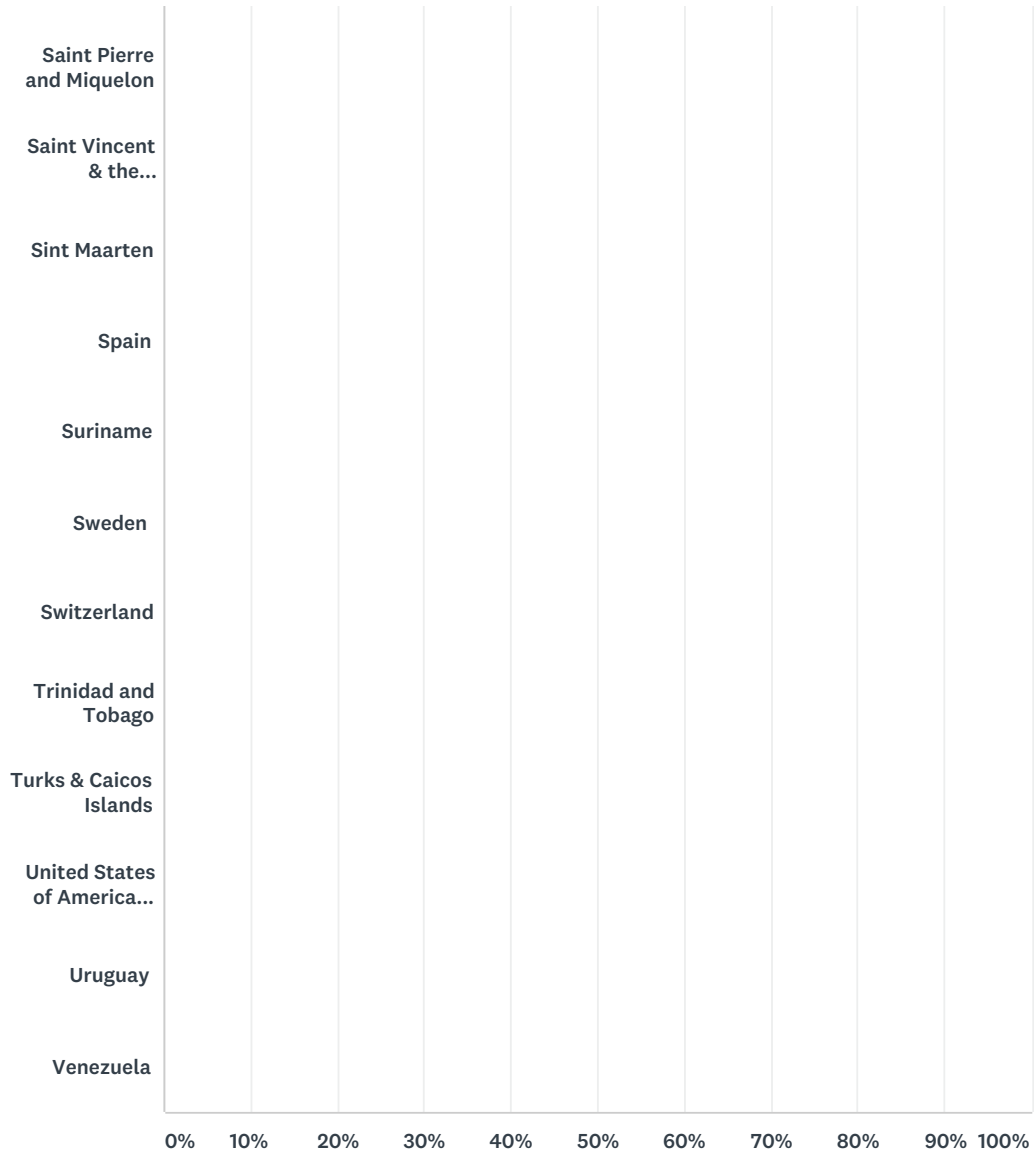 Saint Pierre
and Miquelon
Saint Vincent
& the...
Sint Maarten
Spain
Suriname
Sweden
Switzerland
Trinidad and
Tobago
Turks & Caicos
Islands
United States
of America...
Uruguay
Venezuela
0% 10% 20% 30% 40% 50% 60% 70% 80% 90% 100%